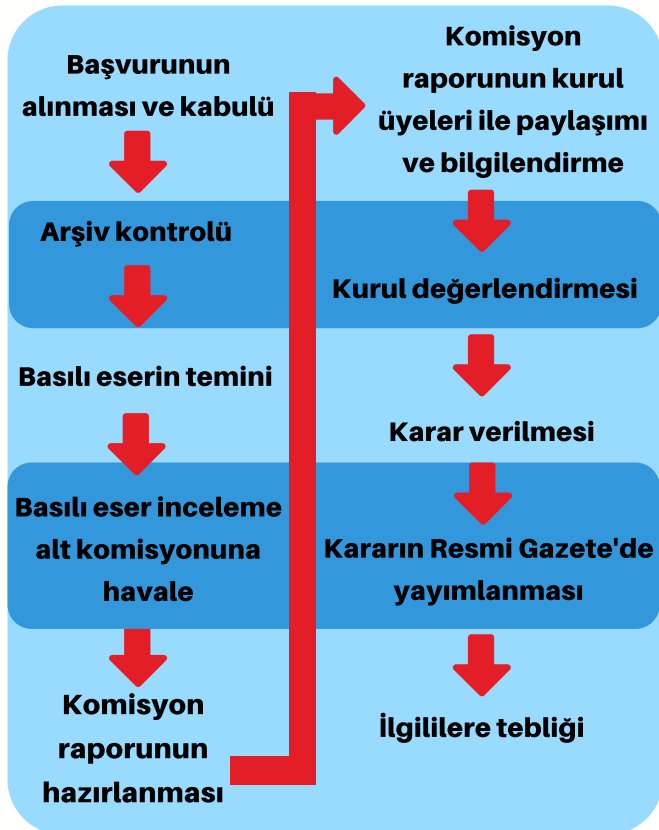 Başvurunun
alınması ve kabulü
Arşiv kontrolü
Basılı eserin temini
Basılı eser inceleme
alt komisyonuna
havale
Komisyon
raporunun
hazırlanması
Komisyon
raporunun kurul
üyeleri ile paylaşımı
ve bilgilendirme
Kurul değerlendirmesi
Karar verilmesi
Kararın Resmi Gazete'de
yayımlanması
İlgililere tebliği